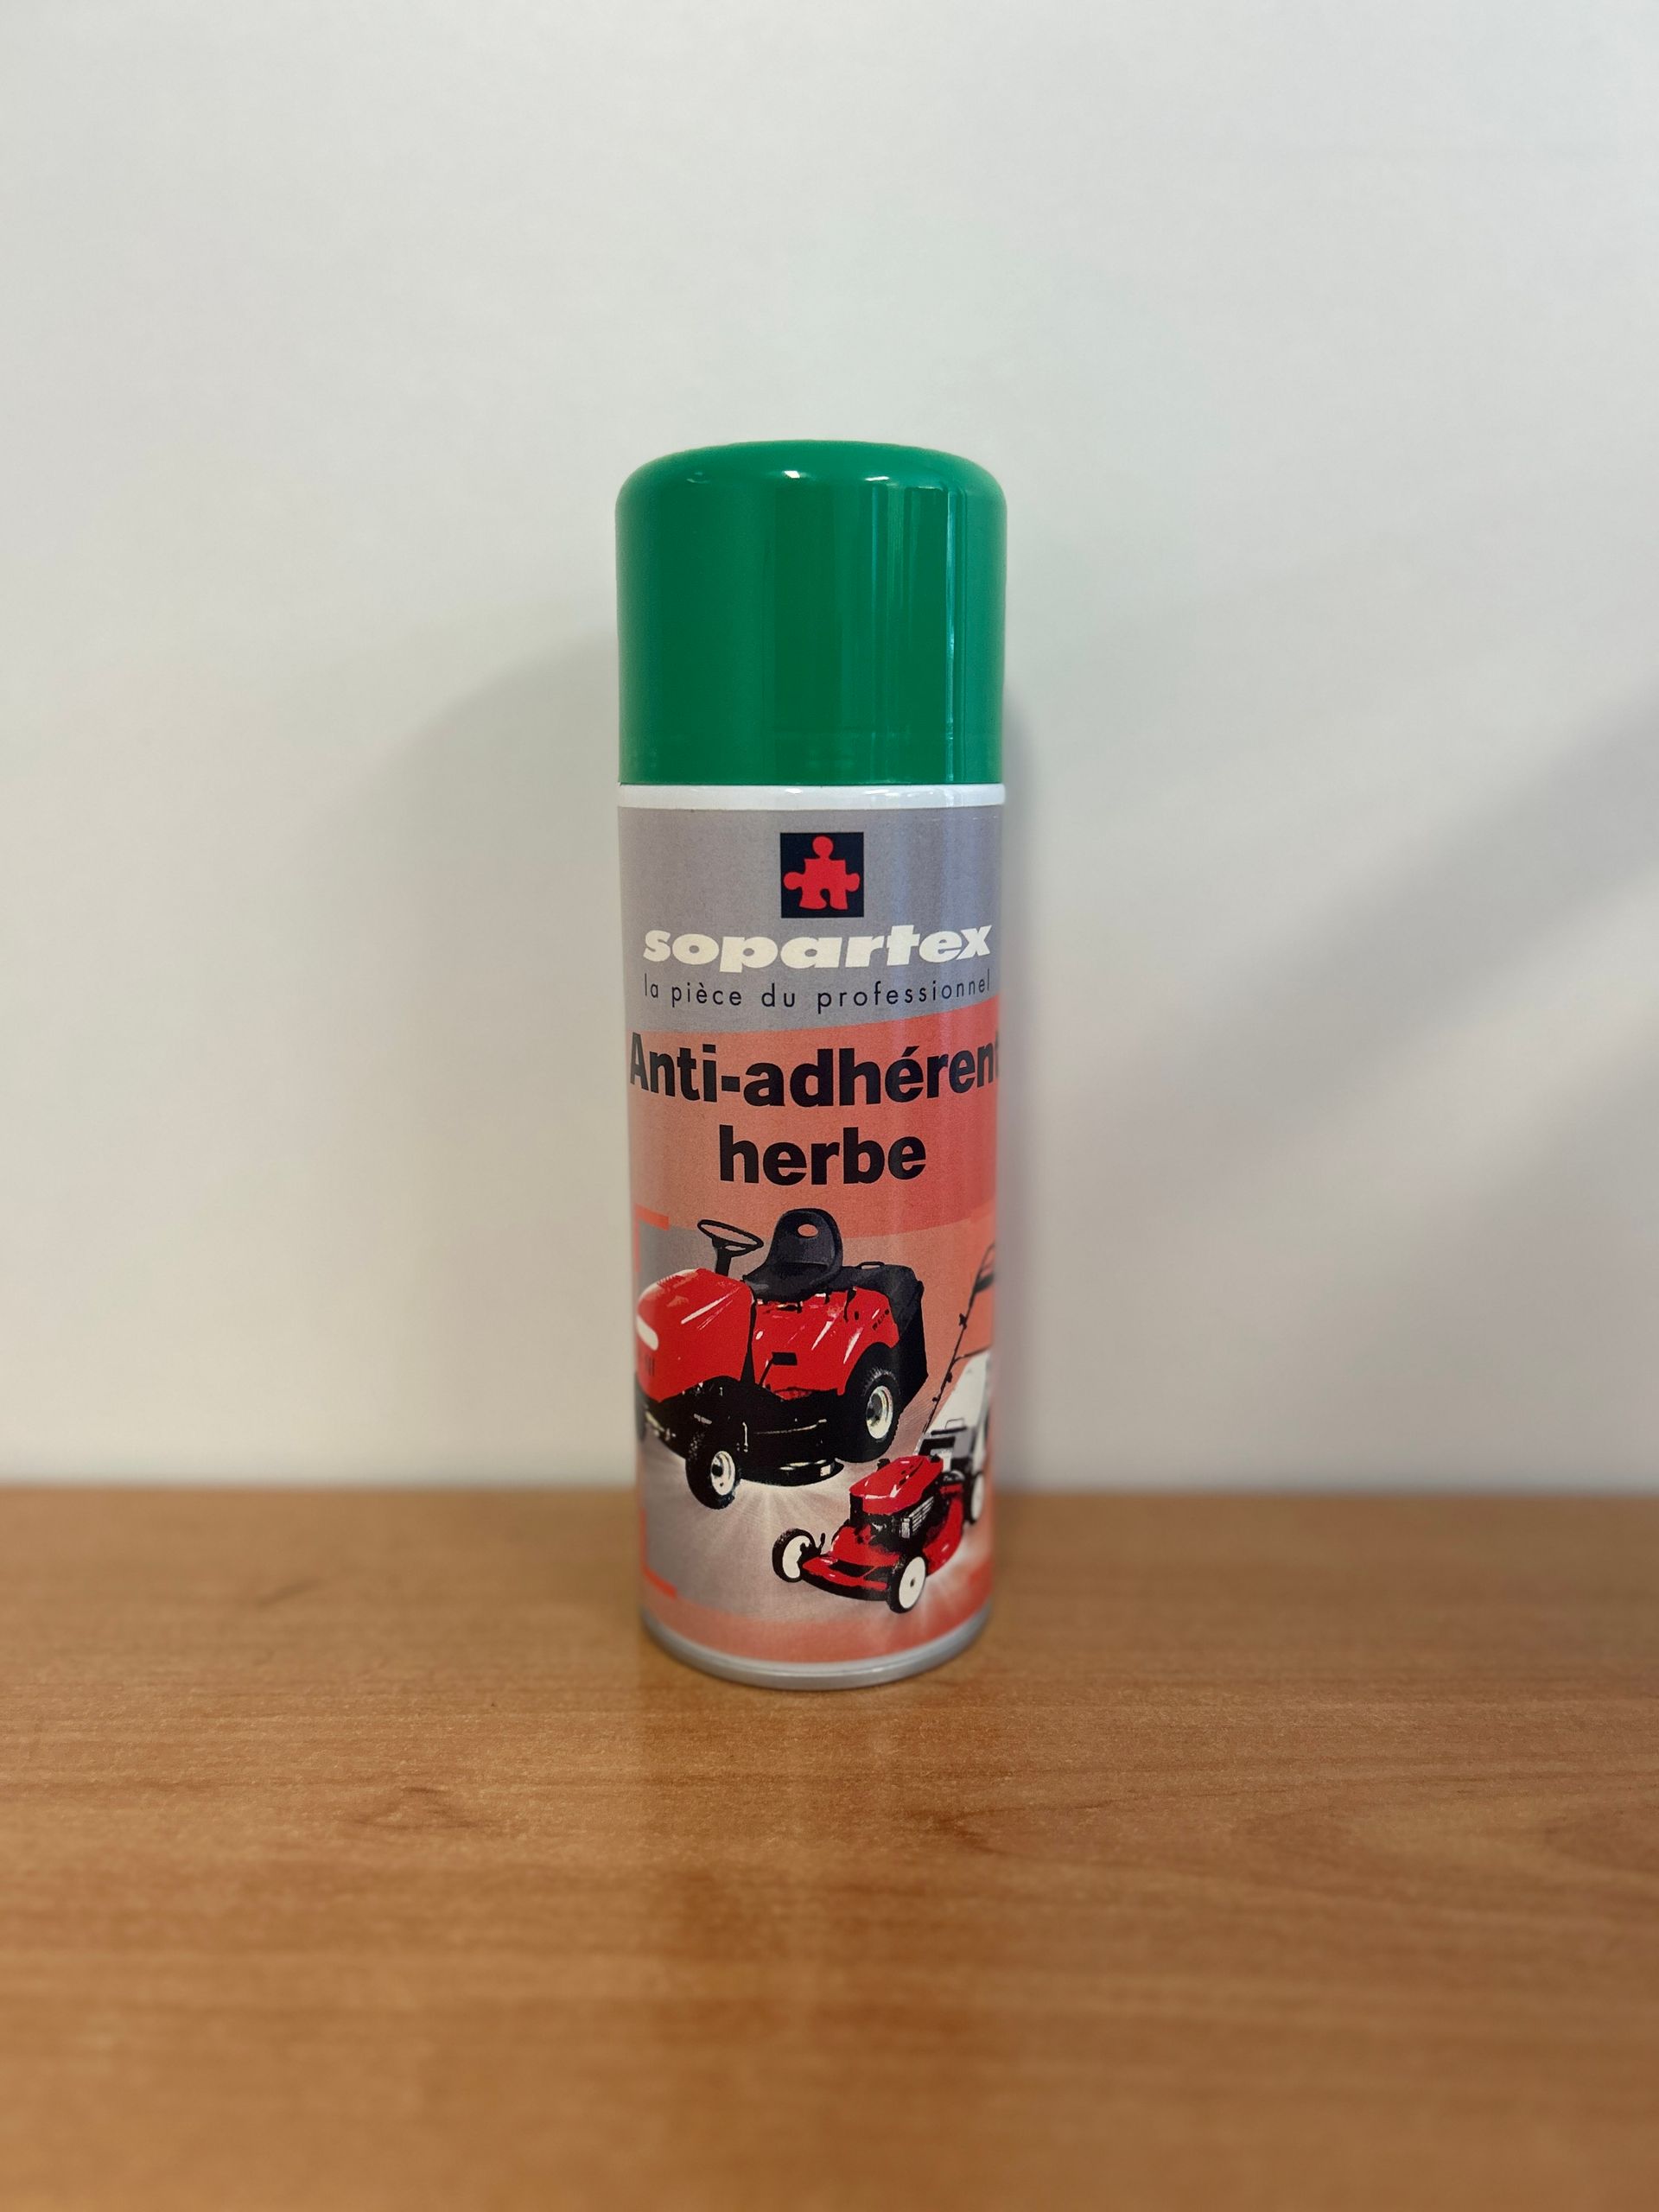 sopartex
la pièce du professionnel
Anti-adhérent
herbe